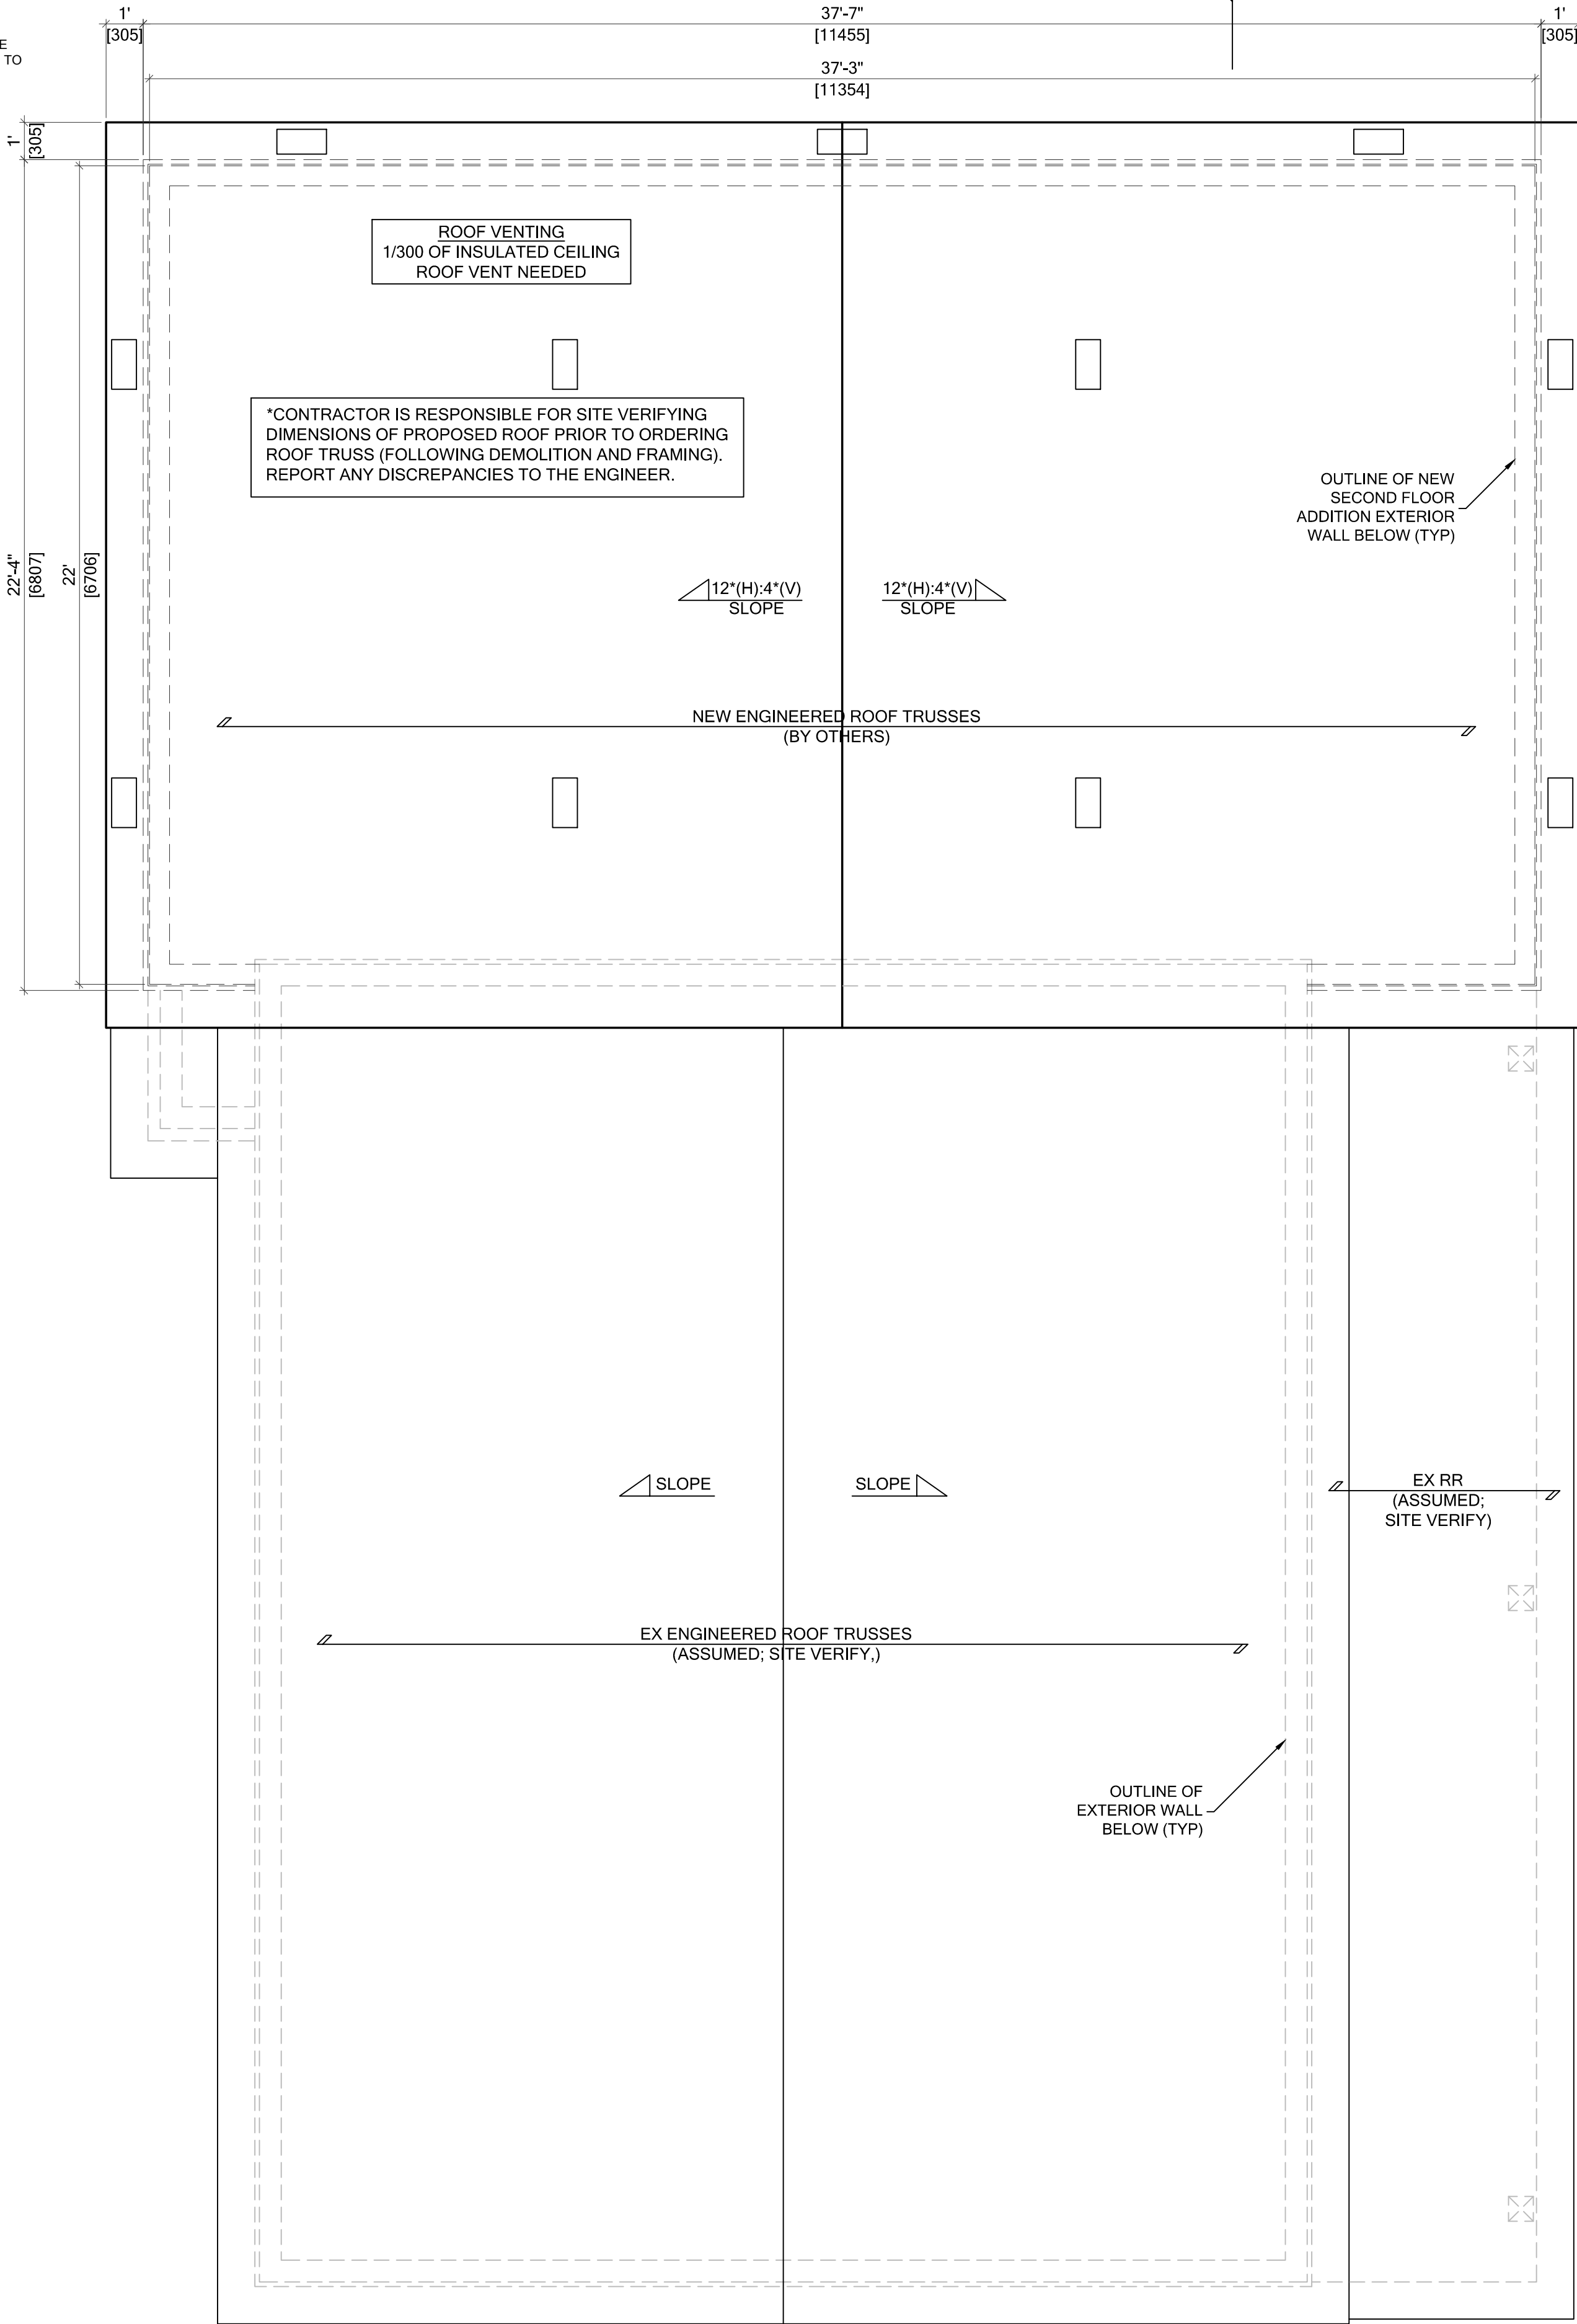 1'
[305]
37'-7"
[11455]
1'
[305]
E
TO
37'-3"
[11354]
1'
[305]
ROOF VENTING
1/300 OF INSULATED CEILING
ROOF VENT NEEDED
*CONTRACTOR IS RESPONSIBLE FOR SITE VERIFYING
DIMENSIONS OF PROPOSED ROOF PRIOR TO ORDERING
ROOF TRUSS (FOLLOWING DEMOLITION AND FRAMING).
REPORT ANY DISCREPANCIES TO THE ENGINEER.
OUTLINE OF NEW
SECOND FLOOR
ADDITION EXTERIOR
WALL BELOW (TYP)
22'-4"
[6807]
22'
[6706]
12*(H):4*(V)
SLOPE
12*(H):4*(V)
SLOPE
NEW ENGINEERED ROOF TRUSSES
(BY OTHERS)
SLOPE
SLOPE
EX RR
(ASSUMED;
SITE VERIFY)
EX ENGINEERED ROOF TRUSSES
(ASSUMED; SITE VERIFY,)
OUTLINE OF
EXTERIOR WALL
BELOW (TYP)